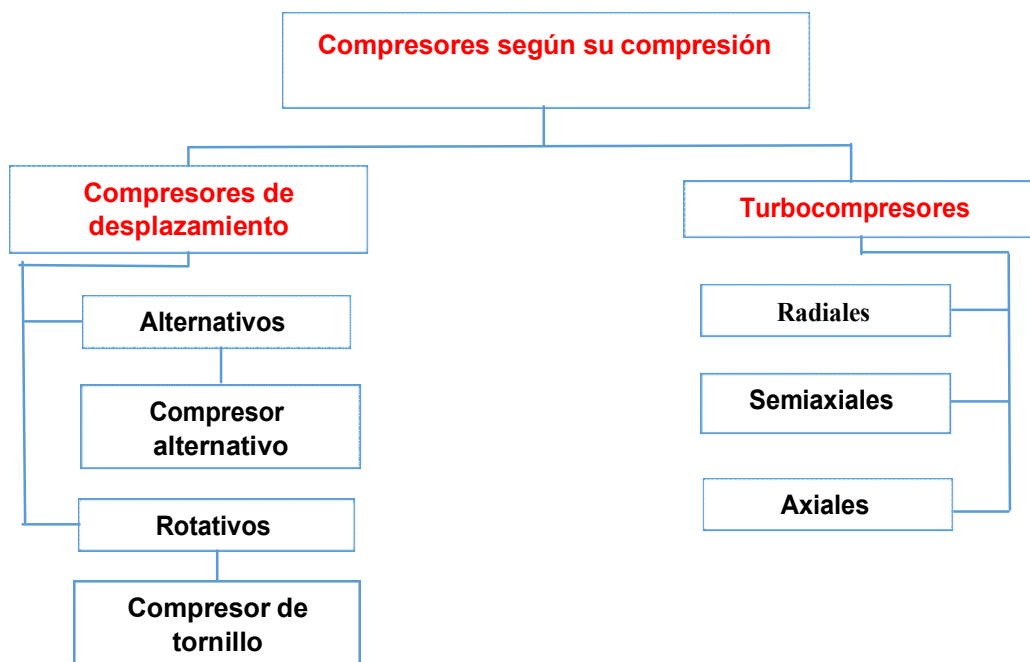 Compresores según su compresión
Compresores de
desplazamiento
Alternativos
Compresor
alternativo
Rotativos
Compresor de
tornillo
Turbocompresores
Radiales
Semiaxiales
Axiales